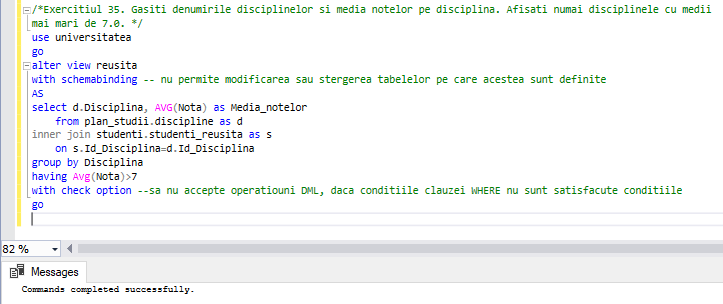 /*Exercitiul 35. Gasiti denumirile disciplinelor si media notelor pe disciplina. Afisati numai disciplinele cu medii
mai mari de 7.0. */
use universitatea
go
alter view reusita
with schemabinding -- nu permite modificarea sau stergerea tabelelor pe care acestea sunt definite
AS
select d.Disciplina, AVG(Nota) as Media_notelor
from plan_studii.discipline as d
inner join studenti.studenti_reusita as s
on s.Id_Disciplina=d.Id_Disciplina
group by Disciplina
having Avg(Nota)>7
with check option --sa nu accepte operatiouni DML, daca conditiile clauzei WHERE nu sunt satisfacute conditiile
go
82 %
Messages
Commands completed successfully.